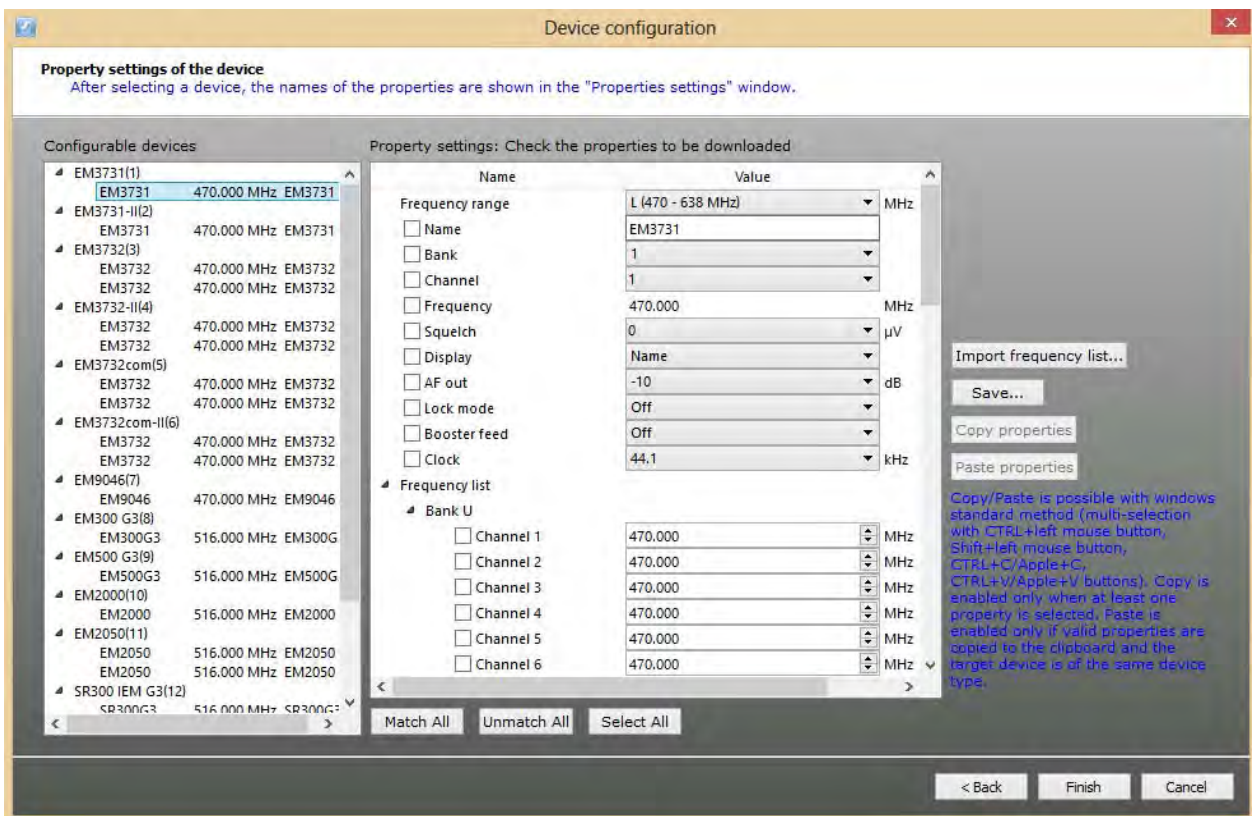 Device configuration
Property settings of the device
After selecting a device, the names of the properties are shown in the "Properties settings" window.
Configurable devices
EM3731(1)
EM3731 470.000 MHz EM3731
EM3731-II(2)
EM3731 470.000 MHz EM3731
EM3732(3)
EM3732 470.000 MHz EM3732
EM3732 470.000 MHz EM3732
EM3732-II(4)
EM3732 470.000 MHz EM3732
EM3732 470.000 MHz EM3732
EM3732com(5)
EM3732 470.000 MHz EM3732
EM3732 470.000 MHz EM3732
EM3732com-II(6)
EM3732 470.000 MHz EM3732
EM3732 470.000 MHz EM3732
EM9046(7)
EM9046 470.000 MHz EM9046
EM300 G3(8)
EM300G3 516.000 MHz EM300G
EM500 G3(9)
EM500G3 516.000 MHz EM500G
EM2000(10)
EM2000 516.000 MHz EM2000
EM2050(11)
EM2050 516.000 MHz EM2050
EM2050 516.000 MHz EM2050
SR300 IEM G3(12)
SR300G3 516.000 MHz SR300G3
Property settings: Check the properties to be downloaded
Name Value
Frequency range L (470 - 638 MHz) MHz
Name EM3731
Bank 1
Channel 1
Frequency 470.000 MHz
Squelch 0 µV
Display Name
AF out -10 dB
Lock mode Off
Booster feed Off
Clock 44.1 kHz
Frequency list
Bank U
Channel 1 470.000 MHz
Channel 2 470.000 MHz
Channel 3 470.000 MHz
Channel 4 470.000 MHz
Channel 5 470.000 MHz
Channel 6 470.000 MHz
Match All Unmatch All Select All
Import frequency list...
Save...
Copy properties
Paste properties
Copy/Paste is possible with windows
standard method (multi-selection
with CTRL+left mouse button,
Shift+left mouse button,
CTRL+C/Apple+C,
CTRL+V/Apple+V buttons). Copy is
enabled only when at least one
property is selected. Paste is
enabled only if valid properties are
copied to the clipboard and the
target device is of the same device
type.
< Back Finish Cancel